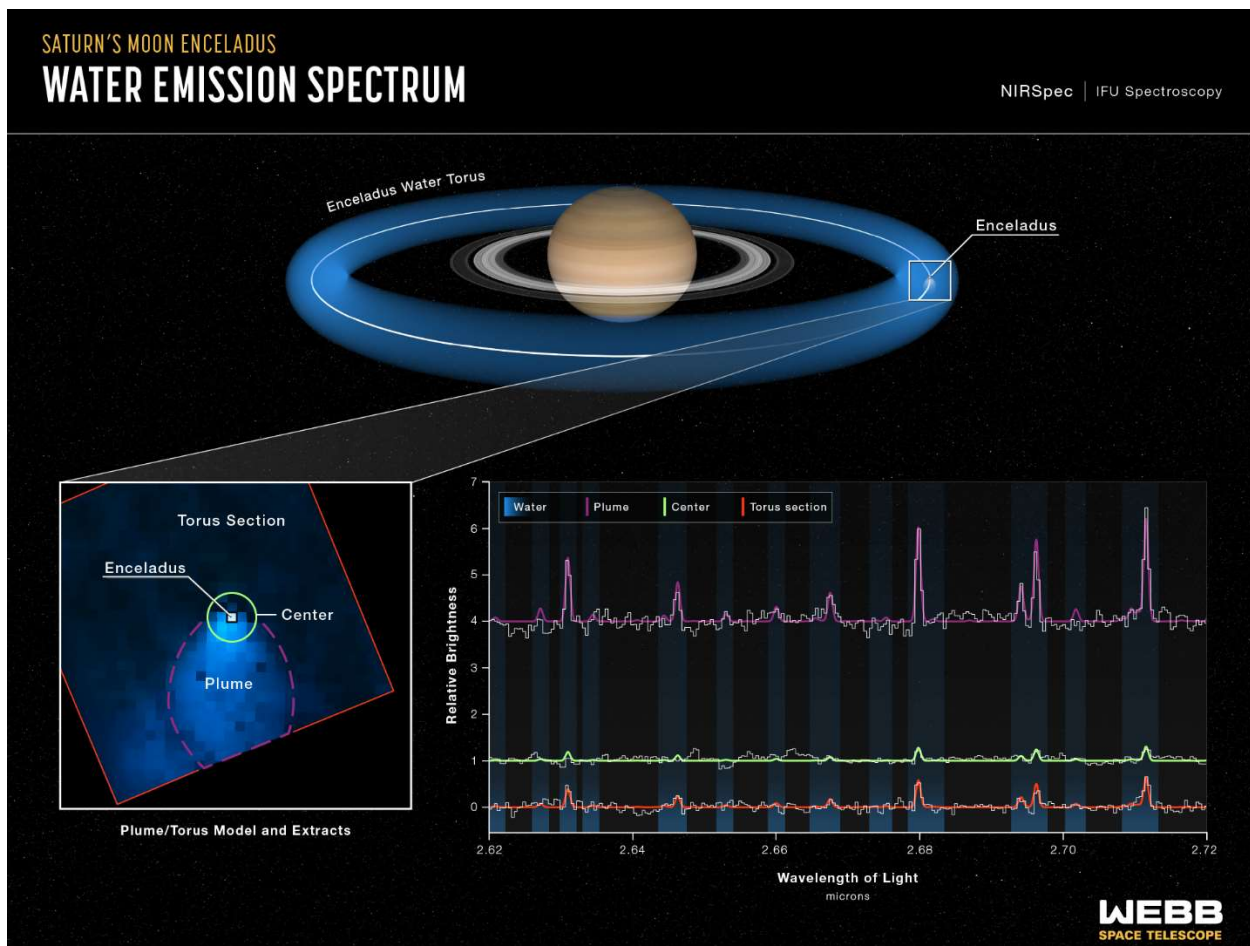 SATURN'S MOON ENCELADUS
WATER EMISSION SPECTRUM
NIRSpec | IFU Spectroscopy
Enceladus Water Torus
Enceladus
Torus Section
Enceladus
Center
Plume
Plume/Torus Model and Extracts
Water
Plume
Center
Torus section
Relative Brightness
7
6
5
4
3
2
1
0
2.62
2.64
2.66
2.68
2.70
2.72
Wavelength of Light
microns
WEBB
SPACE TELESCOPE